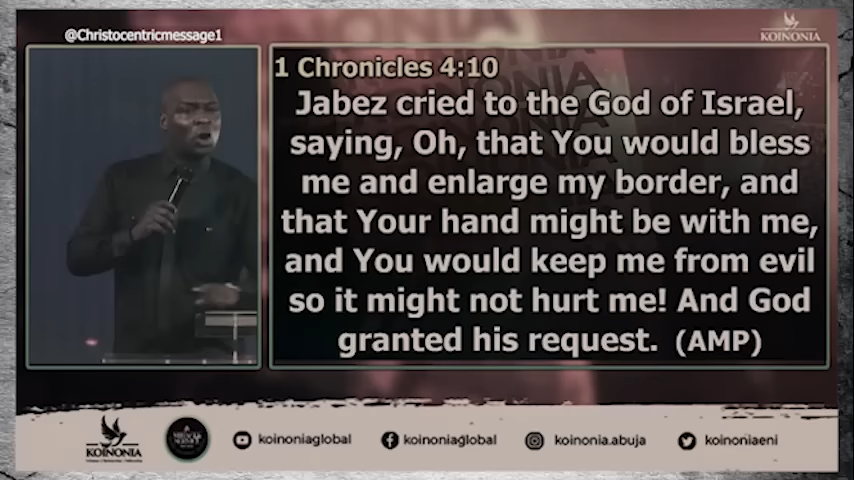 @Christocentricmessage1
KOINONIA
1 Chronicles 4:10
Jabez cried to the God of Israel,
saying, Oh, that You would bless
me and enlarge my border, and
that Your hand might be with me,
and You would keep me from evil
so it might not hurt me! And God
granted his request. (AMP)
KOINONIA
MIRACLE
SERVICE
koinoniaglobal
koinoniaglobal
koinonia.abuja
koinoniaeni